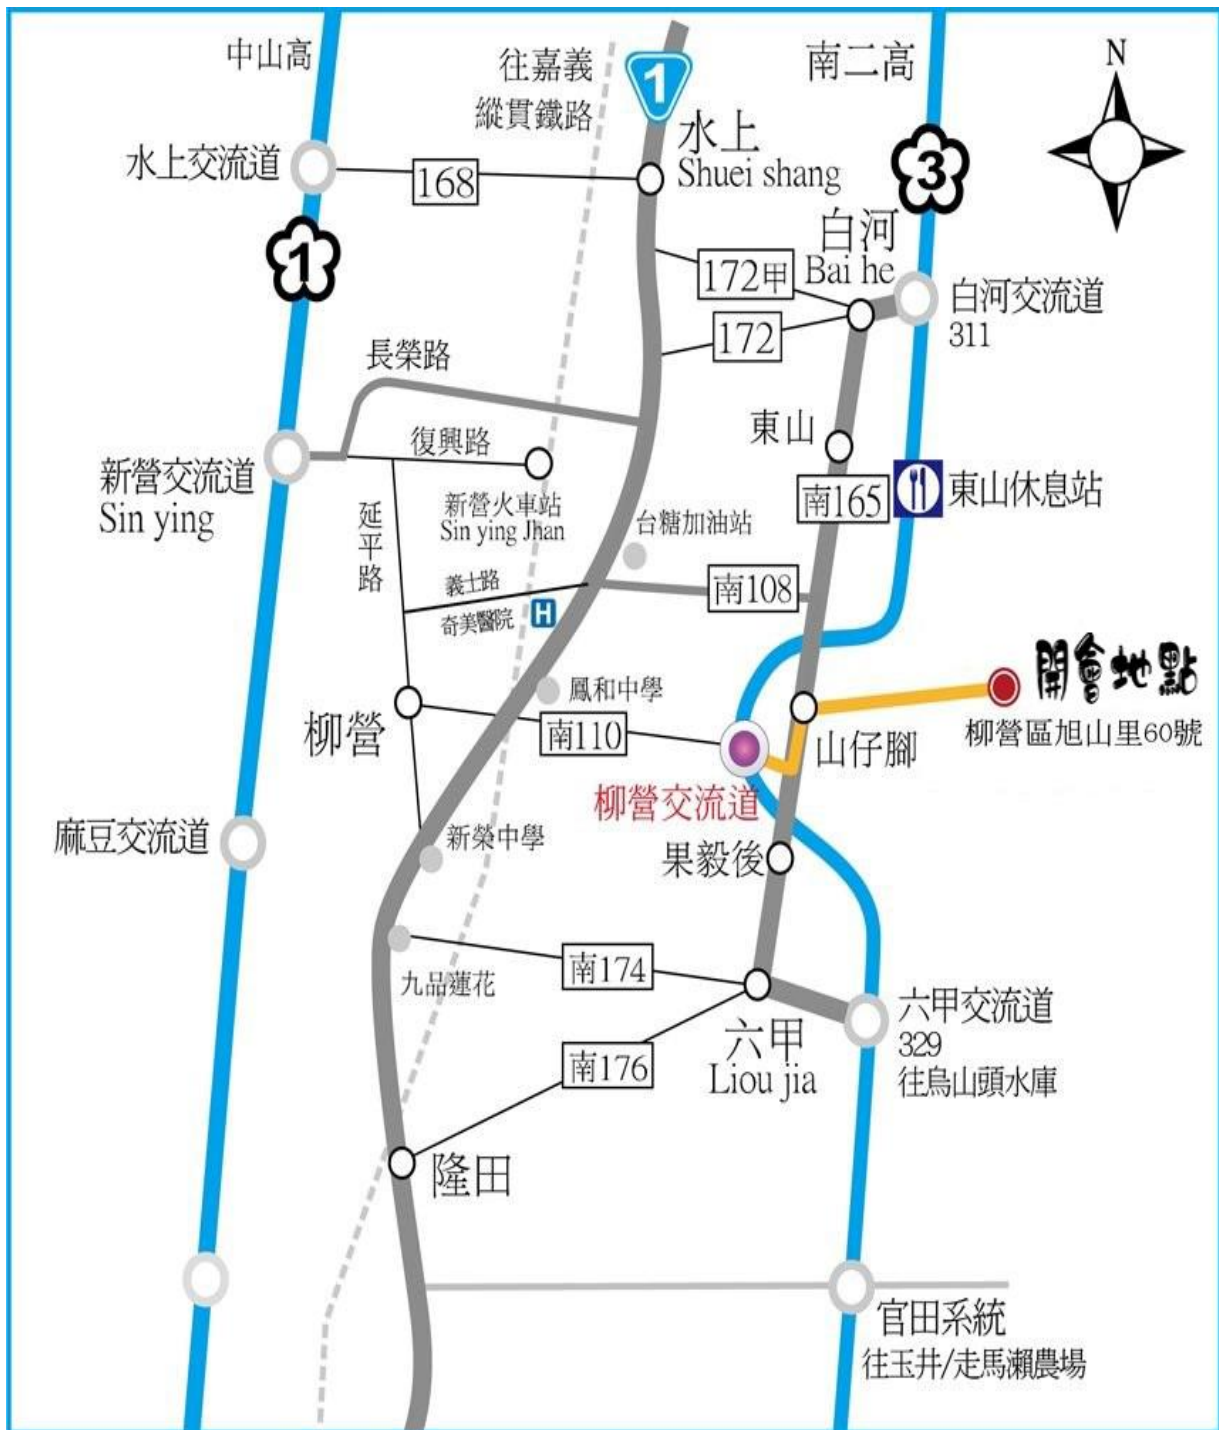 中山高
往嘉義
縱貫鐵路
1
南二高
N
水上交流道
168
水上
Shuei shang
3
1
白河
Bai he
172甲
172
白河交流道
311
長榮路
復興路
東山
新營交流道
Sin ying
延平路
新營火車站
Sin ying Jhan
台糖加油站
南165
東山休息站
義士路
奇美醫院
H
南108
開會地點
柳營區旭山里60號
鳳和中學
柳營
南110
山仔腳
柳營交流道
麻豆交流道
新榮中學
果毅後
九品蓮花
南174
六甲
Liou jia
六甲交流道
329
往烏山頭水庫
南176
隆田
官田系統
往玉井/走馬瀨農場